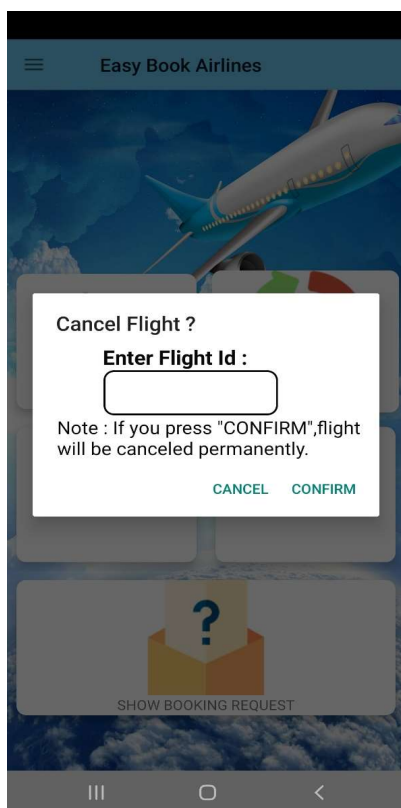 Easy Book Airlines
Cancel Flight ?
Enter Flight Id :
Note : If you press "CONFIRM",flight
will be canceled permanently.
CANCEL CONFIRM
?
SHOW BOOKING REQUEST